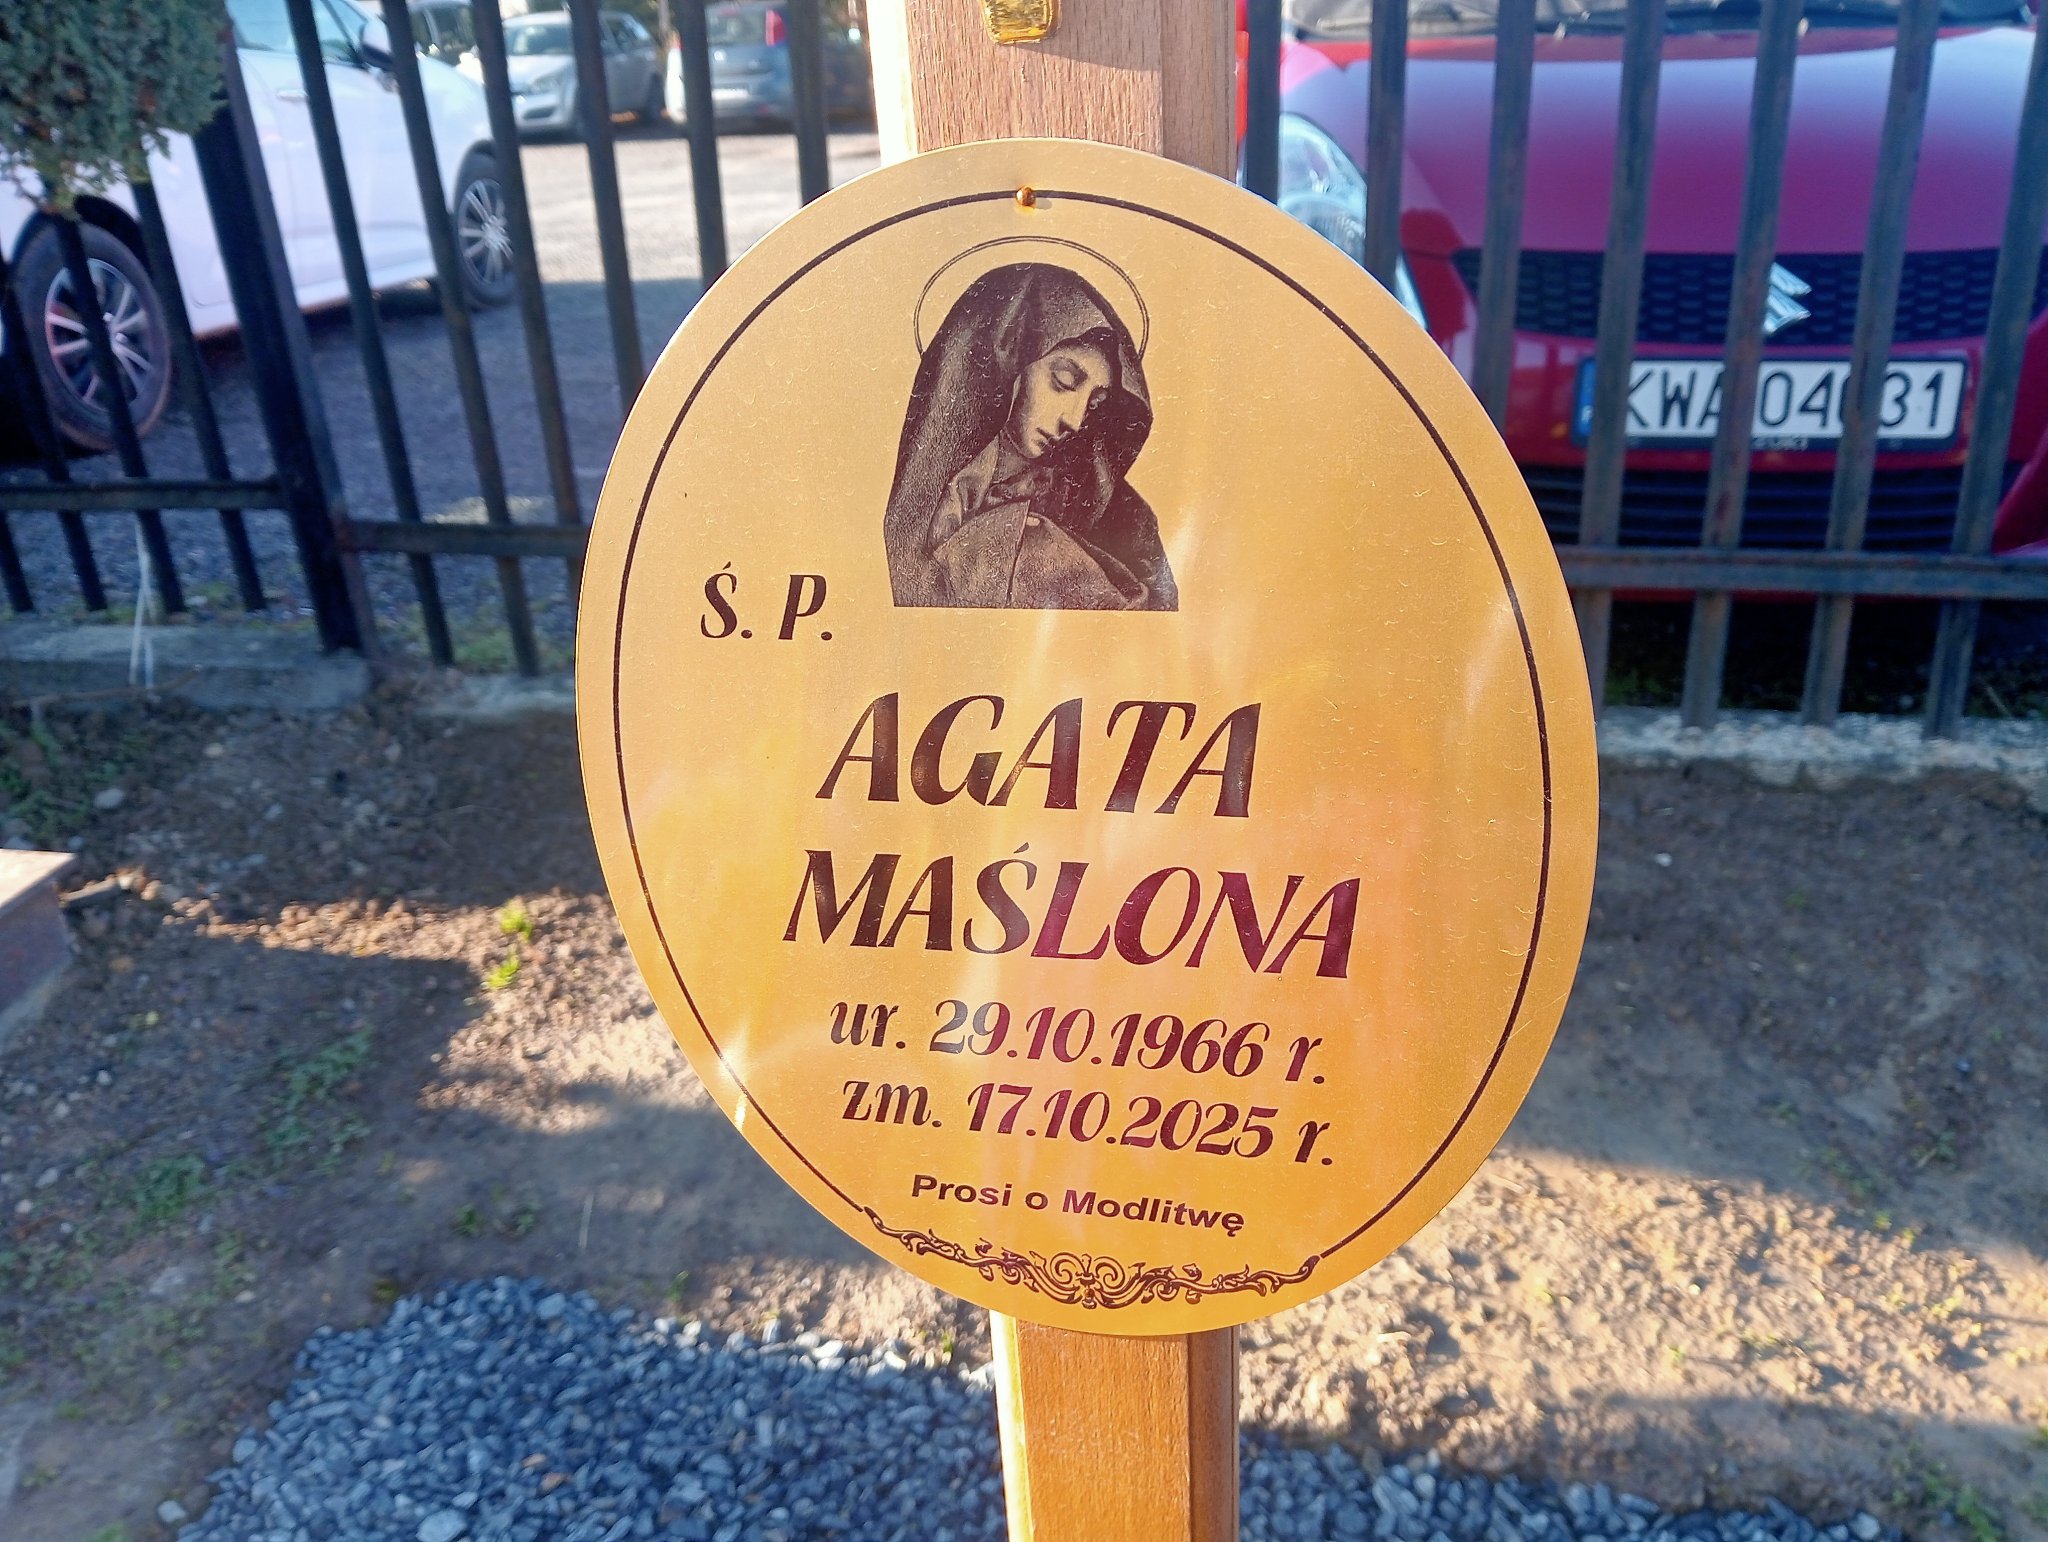 Ś. P.
AGATA
MAŚLONA
ur. 29.10.1966 r.
zm. 17.10.2025 r.
Prosi o Modlitwę